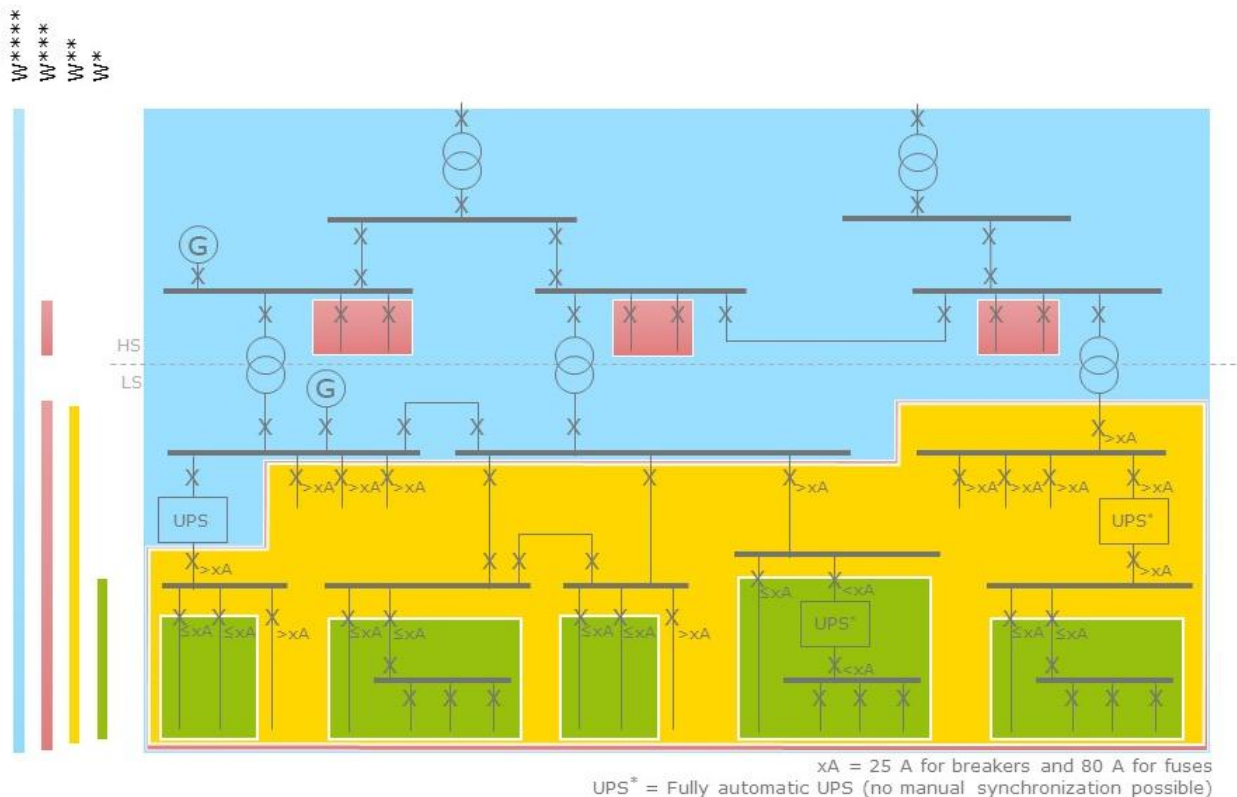 W****
W***
W**
W*
G
HS
LS
G
>xA
>xA >xA >xA >xA >xA >xA >xA >xA
UPS
UPS*
>xA
>xA
≤xA <xA
≤xA ≤xA >xA ≤xA ≤xA ≤xA ≤xA >xA UPS* ≤xA ≤xA
<xA
xA = 25 A for breakers and 80 A for fuses
UPS* = Fully automatic UPS (no manual synchronization possible)